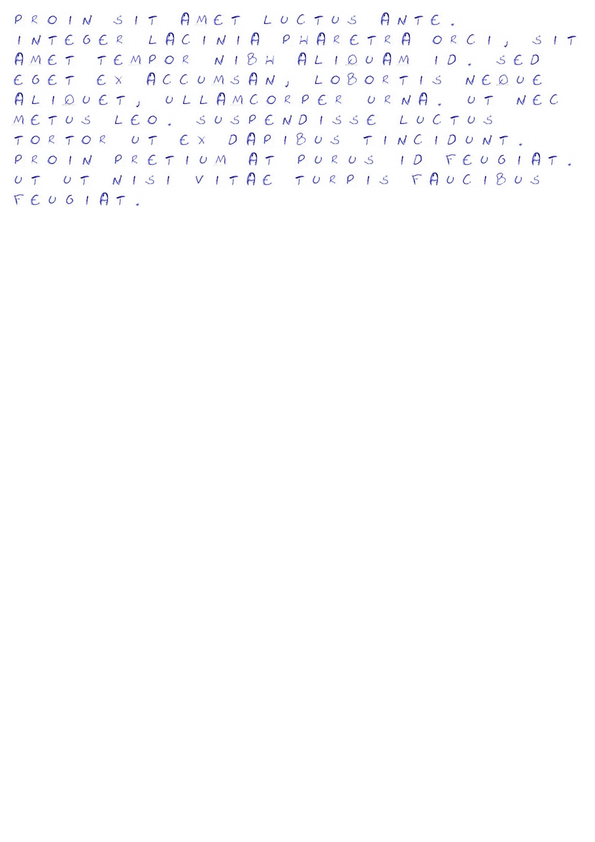 PROIN SIT AMET LUCTUS ANTE.
INTEGER LACINIA PHARETRA ORCI, SIT
AMET TEMPOR NIBH ALIQUAM ID. SED
EGET EX ACCUMSAN, LOBORTIS NEQUE
ALIQUET, ULLAMCORPER URNA. UT NEC
METUS LEO. SUSPENDISSE LUCTUS
TORTOR UT EX DAPIBUS TINCIDUNT.
PROIN PRETIUM AT PURUS ID FEUGIAT.
UT UT NISI VITAE TURPIS FAUCIBUS
FEUGIAT.